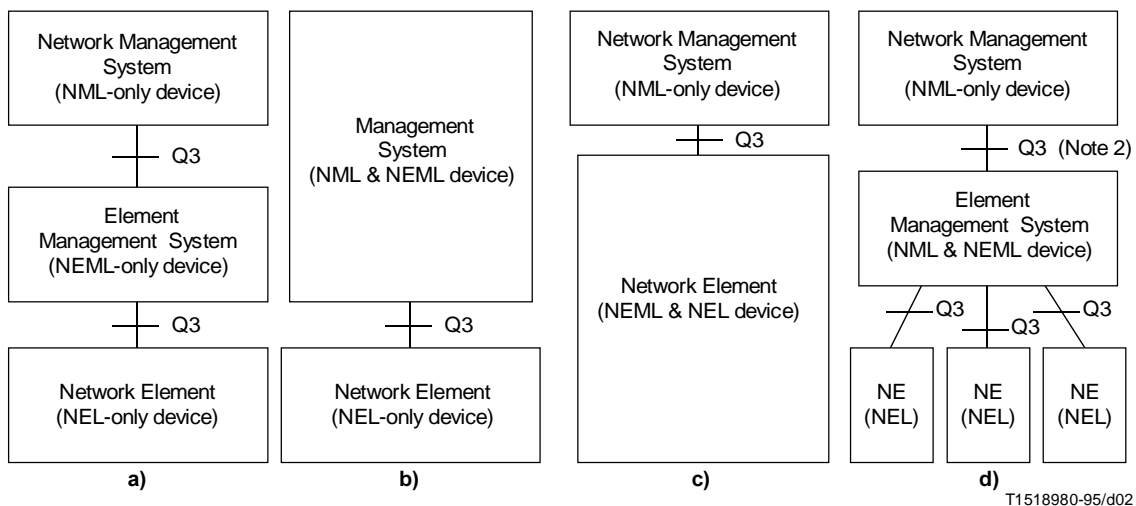 Network Management
System
(NML-only device)
Q3
Element
Management System
(NEML-only device)
Q3
Network Element
(NEL-only device)
a)
Management
System
(NML & NEML device)
Q3
Network Element
(NEL-only device)
b)
Network Management
System
(NML-only device)
Q3
Network Element
(NEML & NEL device)
c)
Network Management
System
(NML-only device)
Q3 (Note 2)
Element
Management System
(NML & NEML device)
Q3
Q3
Q3
NE
(NEL)
NE
(NEL)
NE
(NEL)
d)
T1518980-95/d02